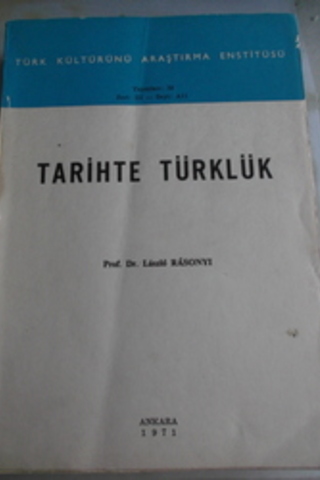 TÜRK KÜLTÜRÜNÜ ARAŞTIRMA ENSTİTÜSÜ
TARİHTE TÜRKLÜK
Prof. Dr. László RÁSONYI
ANKARA
1971